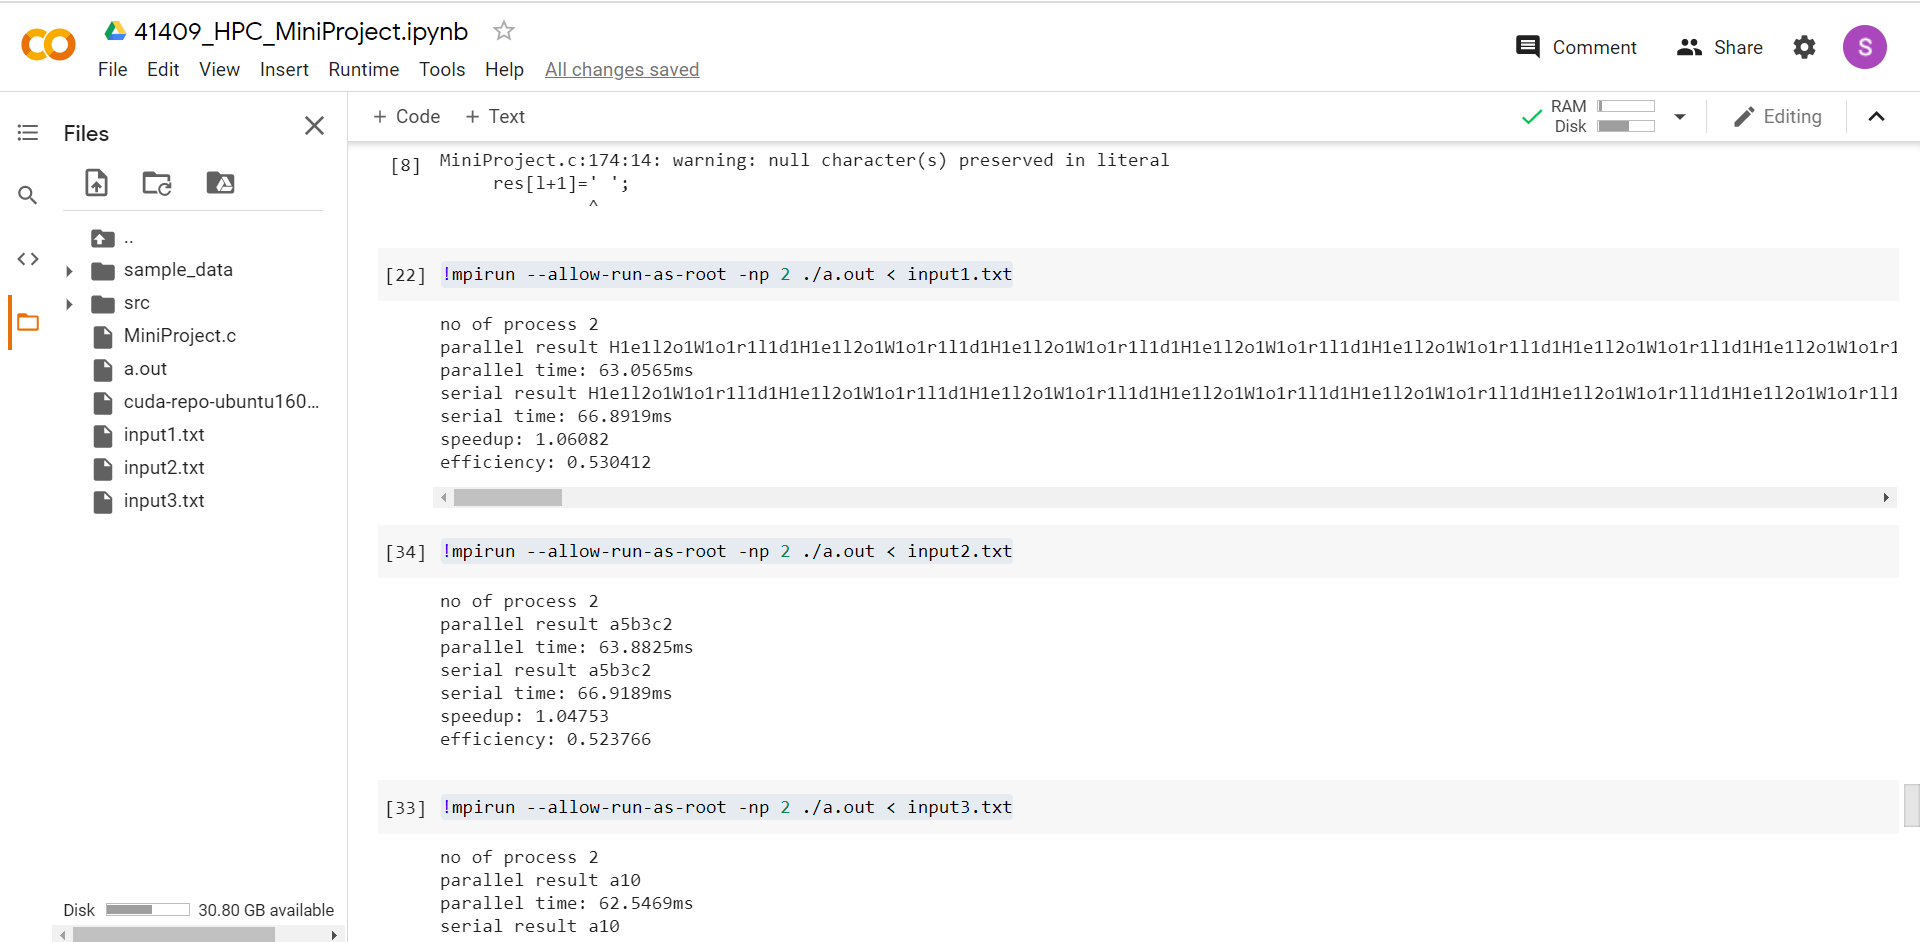 41409_HPC_MiniProject.ipynb
File Edit View Insert Runtime Tools Help All changes saved
Comment Share S
Files
+ Code + Text
RAM
Disk
Editing
..
sample_data
src
MiniProject.c
a.out
cuda-repo-ubuntu160...
input1.txt
input2.txt
input3.txt
Disk 30.80 GB available
[8] MiniProject.c:174:14: warning: null character(s) preserved in literal
res[l+1]=' ';
^
[22] !mpirun --allow-run-as-root -np 2 ./a.out < input1.txt
no of process 2
parallel result H1e1l2o1W1o1r1l1d1H1e1l2o1W1o1r1l1d1H1e1l2o1W1o1r1l1d1H1e1l2o1W1o1r1l1d1H1e1l2o1W1o1r1l1d1H1e1l2o1W1o1r1l1d1H1e1l2o1W1o1r1
parallel time: 63.0565ms
serial result H1e1l2o1W1o1r1l1d1H1e1l2o1W1o1r1l1d1H1e1l2o1W1o1r1l1d1H1e1l2o1W1o1r1l1d1H1e1l2o1W1o1r1l1d1H1e1l2o1W1o1r1l1d1H1e1l2o1W1o1r1l1
serial time: 66.8919ms
speedup: 1.06082
efficiency: 0.530412
[34] !mpirun --allow-run-as-root -np 2 ./a.out < input2.txt
no of process 2
parallel result a5b3c2
parallel time: 63.8825ms
serial result a5b3c2
serial time: 66.9189ms
speedup: 1.04753
efficiency: 0.523766
[33] !mpirun --allow-run-as-root -np 2 ./a.out < input3.txt
no of process 2
parallel result a10
parallel time: 62.5469ms
serial result a10